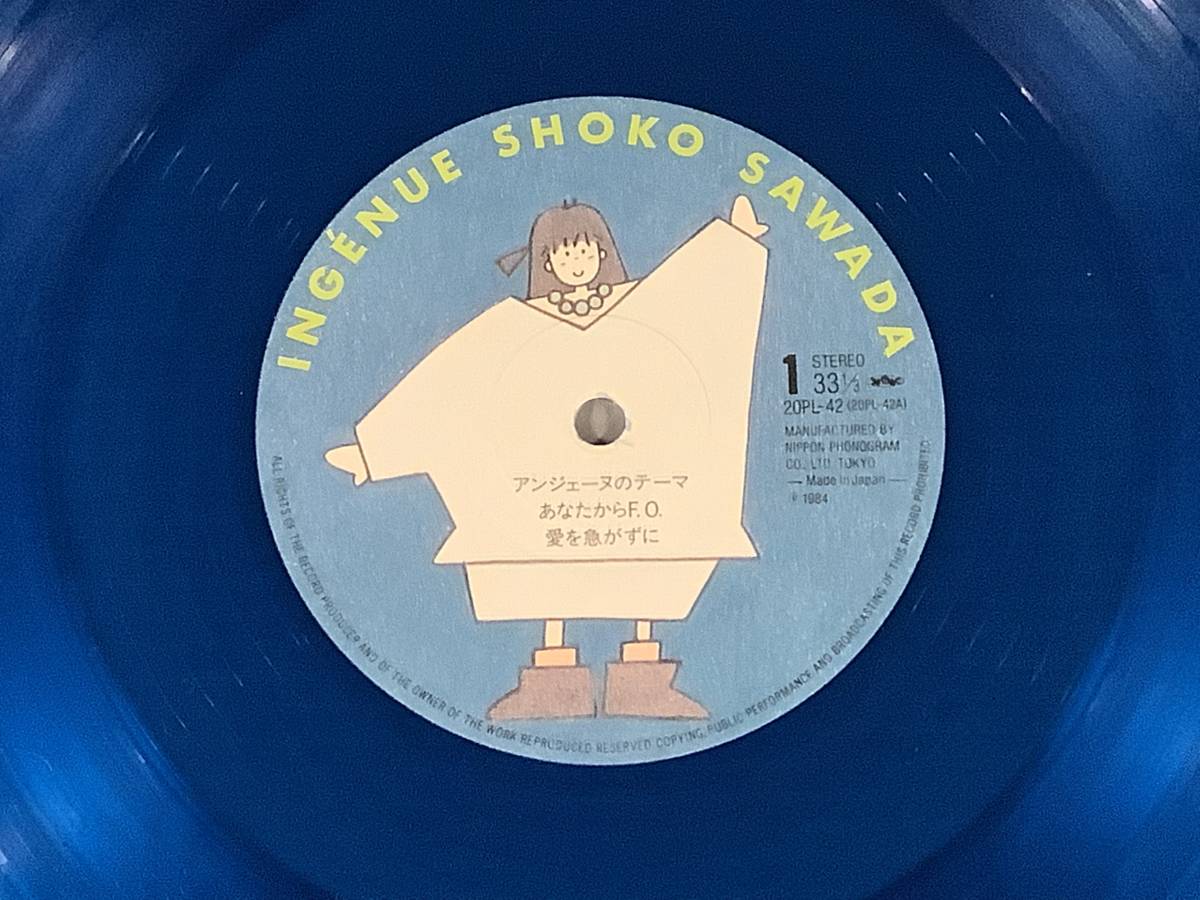 INGÉNUE SHOKO SAWADA
1 STEREO
33 1/3
20PL-42 (20PL-42A)
MANUFACTURED BY
NIPPON PHONOGRAM
CO., LTD. TOKYO
— Made in Japan —
Ⓟ 1984
アンジェーヌのテーマ
あなたからF.O.
愛を急がずに
ALL RIGHTS OF THE RECORD PRODUCER AND OF THE OWNER OF THE WORK REPRODUCED RESERVED COPYING, PUBLIC PERFORMANCE AND BROADCASTING OF THIS RECORD PROHIBITED